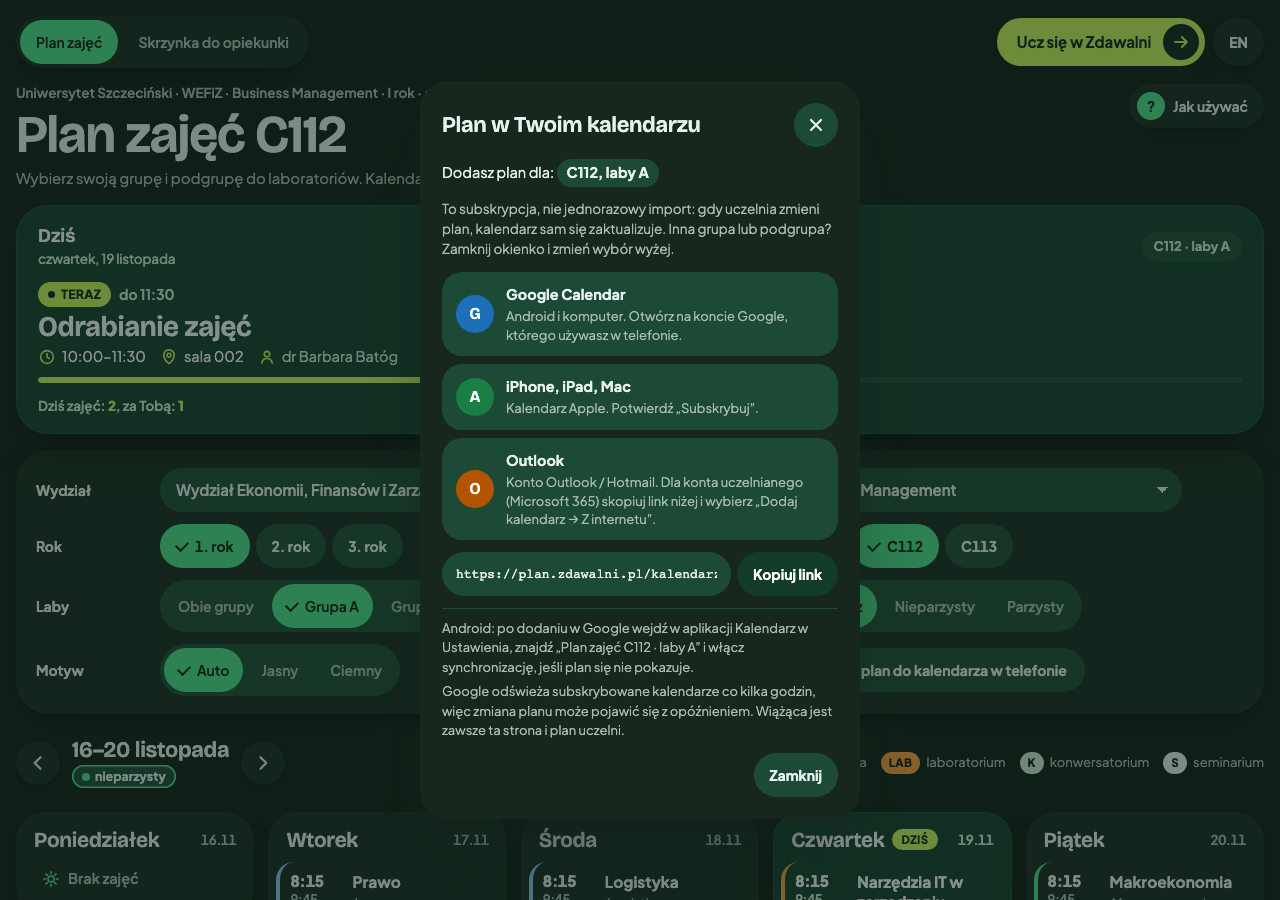 Plan zajęć
Skrzynka do opiekunki
Ucz się w Zdawalni
EN
Uniwersytet Szczeciński · WEFiZ · Business Management · I rok ·
Jak używać
?
Plan zajęć C112
Wybierz swoją grupę i podgrupę do laboratoriów.
Dziś
czwartek, 19 listopada
C112 · laby A
TERAZ do 11:30
Odrabianie zajęć
10:00–11:30 sala 002 dr Barbara Batóg
Dziś zajęć: 2, za Tobą: 1
Plan w Twoim kalendarzu
Dodasz plan dla: C112, laby A
To subskrypcja, nie jednorazowy import: gdy uczelnia zmieni
plan, kalendarz sam się zaktualizuje. Inna grupa lub podgrupa?
Zamknij okienko i zmień wybór wyżej.
G
Google Calendar
Android i komputer. Otwórz na koncie Google,
którego używasz w telefonie.
A
iPhone, iPad, Mac
Kalendarz Apple. Potwierdź „Subskrybuj”.
O
Outlook
Konto Outlook / Hotmail. Dla konta uczelnianego
(Microsoft 365) skopiuj link niżej i wybierz „Dodaj
kalendarz → Z internetu”.
https://plan.zdawalni.pl/kalendarz
Kopiuj link
Android: po dodaniu w Google wejdź w aplikacji Kalendarz w
Ustawienia, znajdź „Plan zajęć C112 · laby A” i włącz
synchronizację, jeśli plan się nie pokazuje.
Google odświeża subskrybowane kalendarze co kilka godzin,
więc zmiana planu może pojawić się z opóźnieniem. Wiążąca jest
zawsze ta strona i plan uczelni.
Zamknij
Wydział
Wydział Ekonomii, Finansów i
Management
Rok
1. rok
2. rok
3. rok
C112
C113
Laby
Obie grupy
Grupa A
Nieparzysty
Parzysty
Motyw
Auto
Jasny
Ciemny
plan do kalendarza w telefonie
16–20 listopada
nieparzysty
LAB laboratorium
K konwersatorium
S seminarium
Poniedziałek 16.11
Brak zajęć
Wtorek 17.11
8:15 Prawo
Środa 18.11
8:15 Logistyka
Czwartek DZIŚ 19.11
8:15 Narzędzia IT w
Piątek 20.11
8:15 Makroekonomia